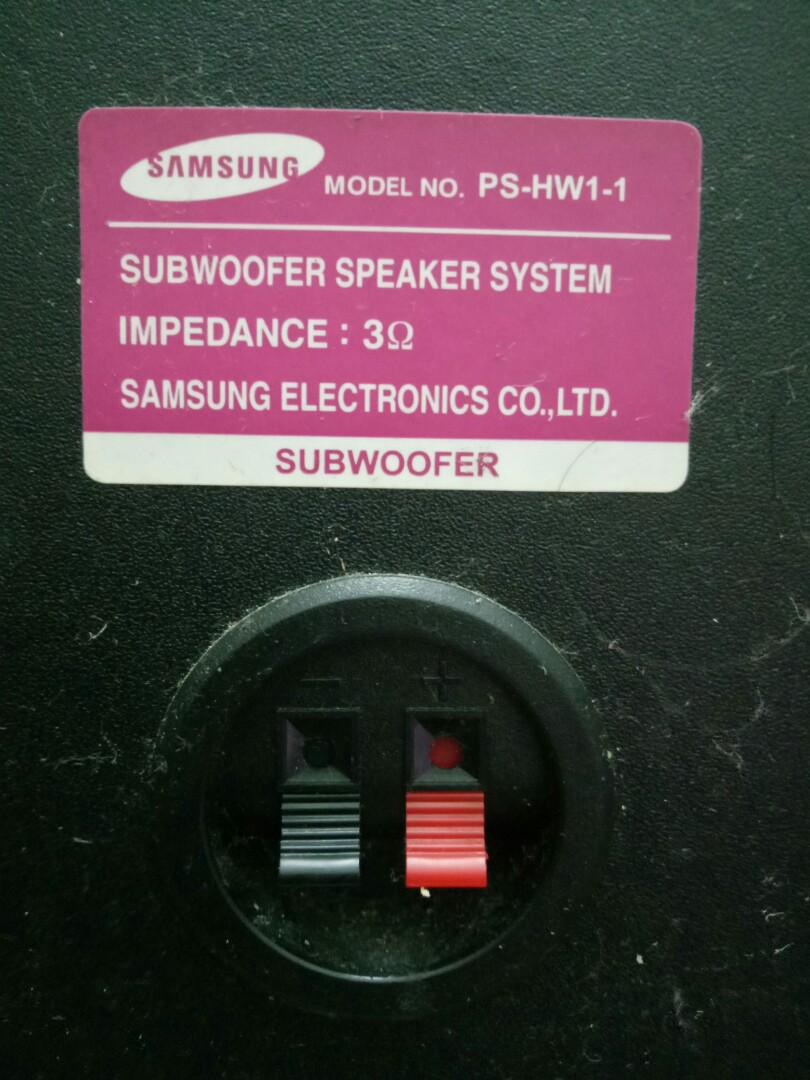 SAMSUNG MODEL NO. PS-HW1-1
SUBWOOFER SPEAKER SYSTEM
IMPEDANCE : 3Ω
SAMSUNG ELECTRONICS CO.,LTD.
SUBWOOFER
− +